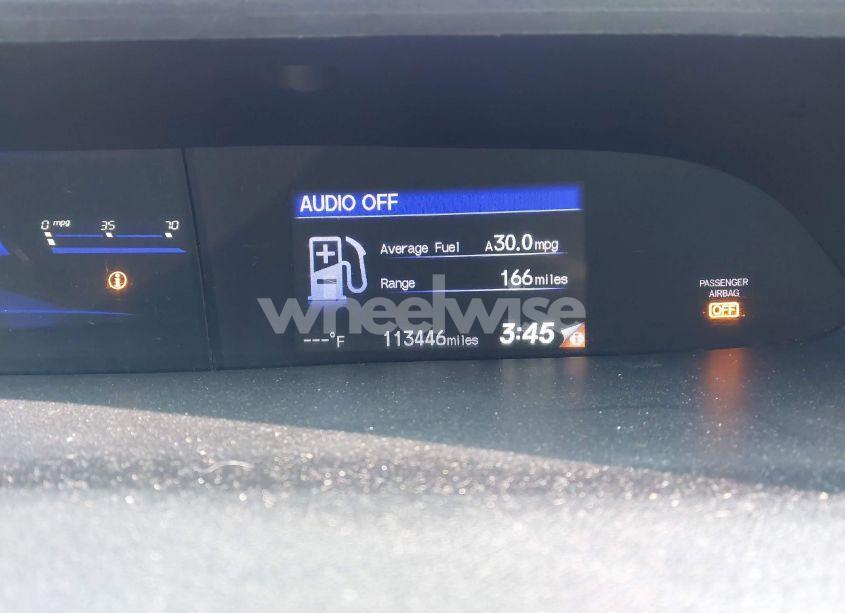 AUDIO OFF
0 mpg 35 70
Average Fuel A30.0mpg
Range 166miles
PASSENGER
AIRBAG
OFF
wheelwise
---°F 113446miles 3:45 i
i